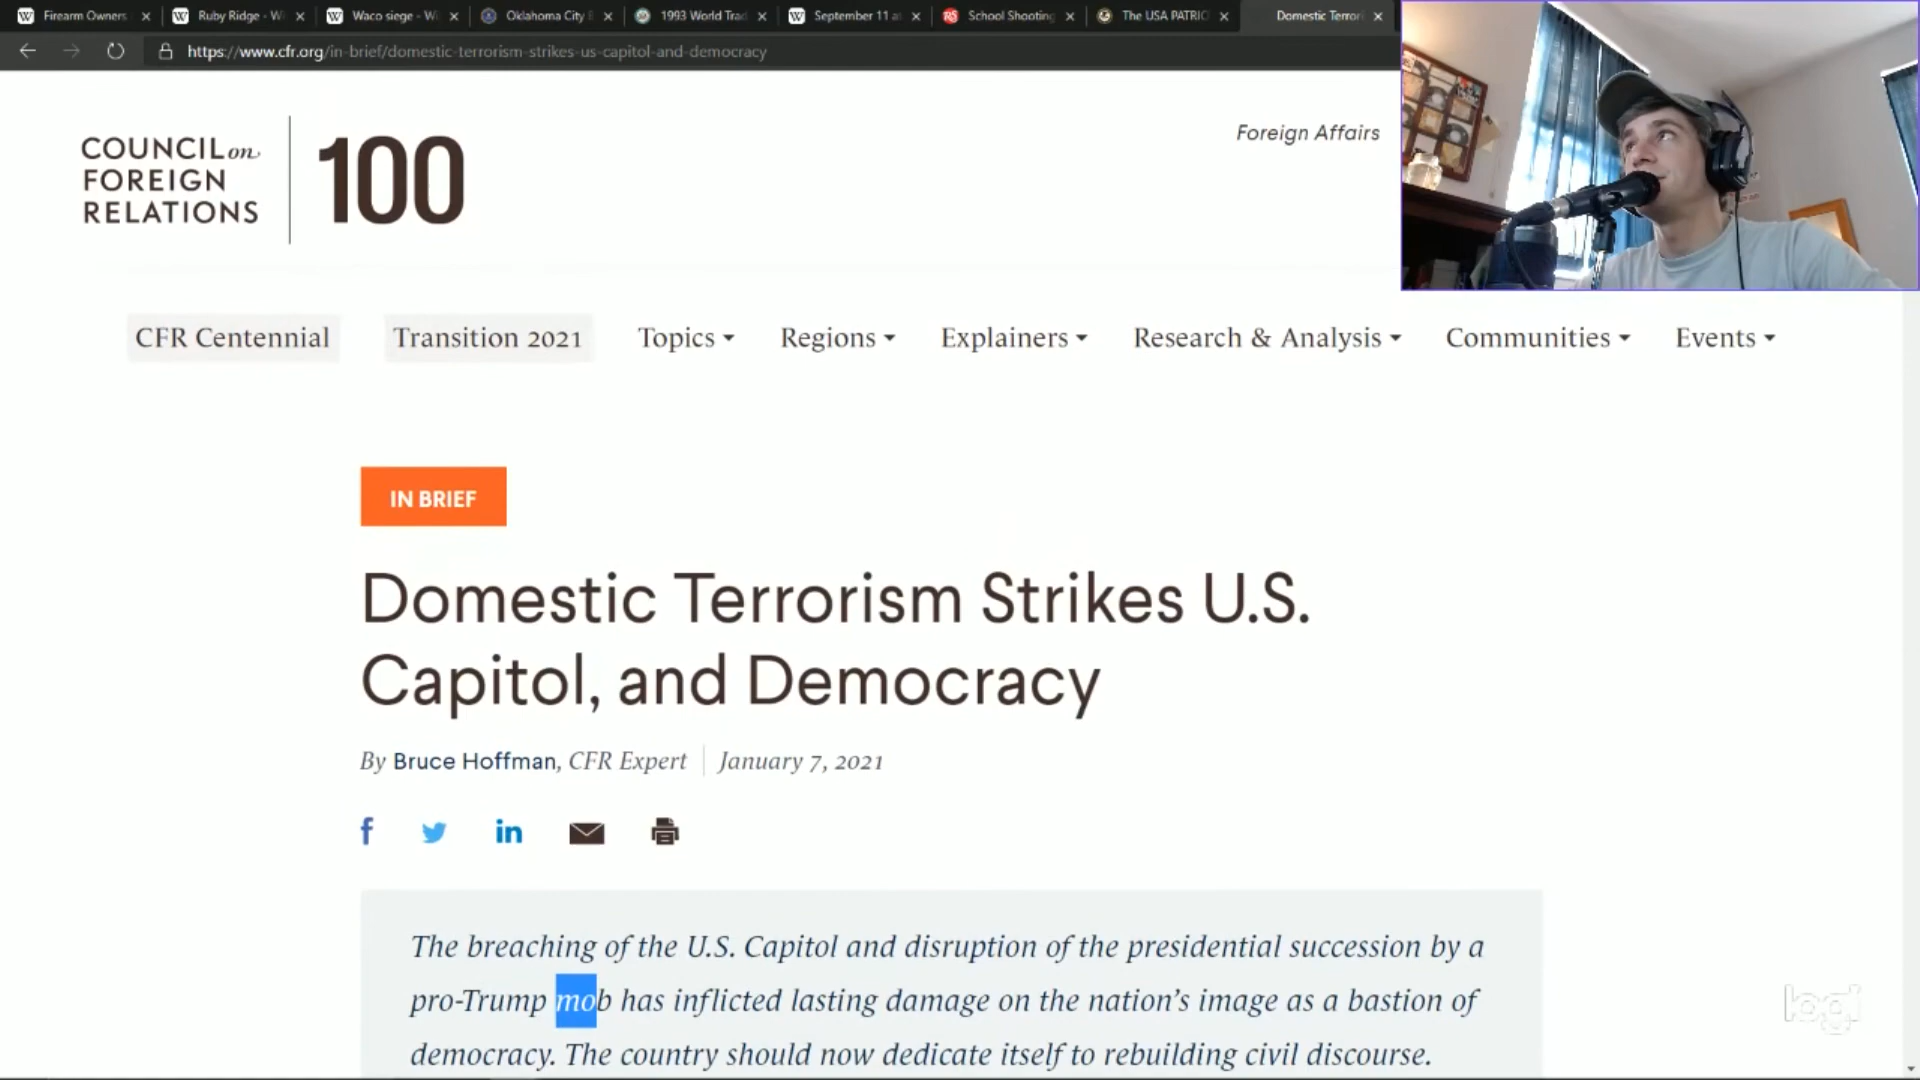 Firearm Owners
Ruby Ridge - Wi
Waco siege - Wi
Oklahoma City B
1993 World Trad
September 11 at
School Shooting
The USA PATRIO
Domestic Terror
https://www.cfr.org/in-brief/domestic-terrorism-strikes-us-capitol-and-democracy
COUNCIL on
FOREIGN
RELATIONS
100
Foreign Affairs
CFR Centennial
Transition 2021
Topics
Regions
Explainers
Research & Analysis
Communities
Events
IN BRIEF
Domestic Terrorism Strikes U.S.
Capitol, and Democracy
By Bruce Hoffman, CFR Expert
January 7, 2021
The breaching of the U.S. Capitol and disruption of the presidential succession by a
pro-Trump mob has inflicted lasting damage on the nation's image as a bastion of
democracy. The country should now dedicate itself to rebuilding civil discourse.
logi